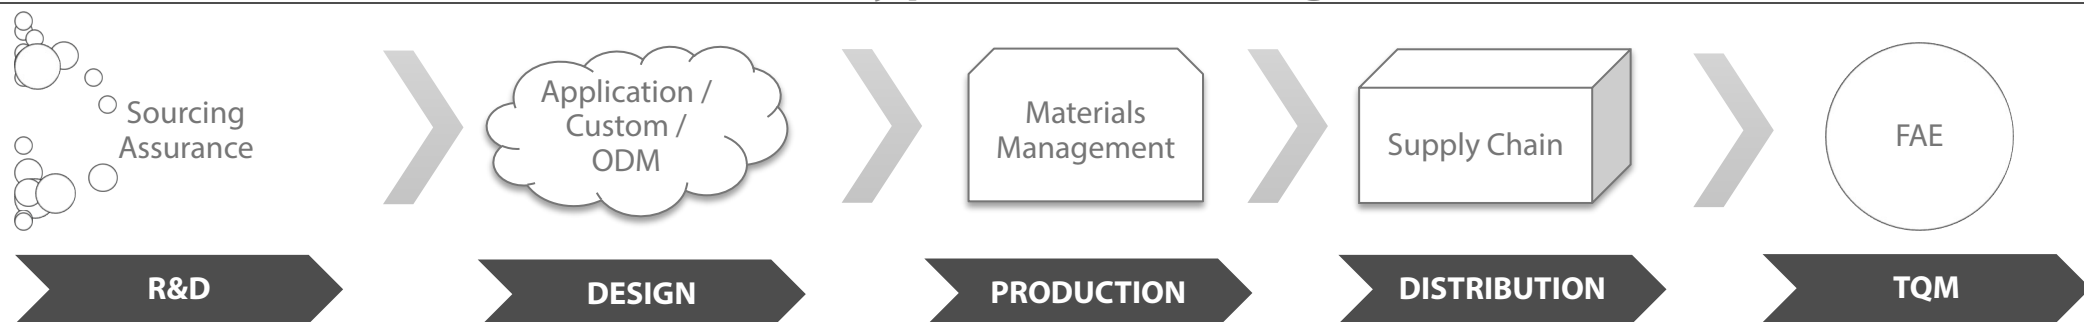 Sourcing
Assurance
Application /
Custom /
ODM
Materials
Management
Supply Chain
FAE
R&D
DESIGN
PRODUCTION
DISTRIBUTION
TQM